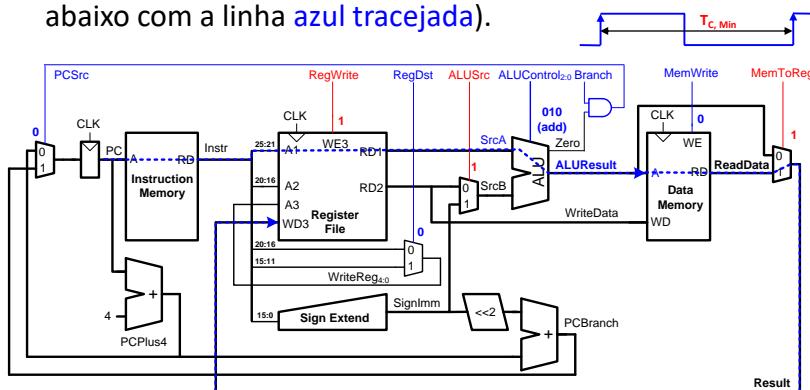 abaixo com a linha azul tracejada).
TC, Min
PCSrc
RegWrite
RegDst
ALUSrc
ALUControl2:0 Branch
MemWrite
MemToReg
0
CLK
PC
0
1
A
RD
Instruction
Memory
Instr
25:21
20:16
CLK
1
A1
WE3
RD1
A2
RD2
A3
WD3
Register
File
0
20:16
15:11
0
1
WriteReg4:0
1
SrcA
0
1
SrcB
010
(add)
Zero
ALU
ALUResult
CLK
0
WE
A
RD
Data
Memory
WD
WriteData
ReadData
1
0
1
4
+
PCPlus4
15:0
Sign Extend
SignImm
<<2
+
PCBranch
Result